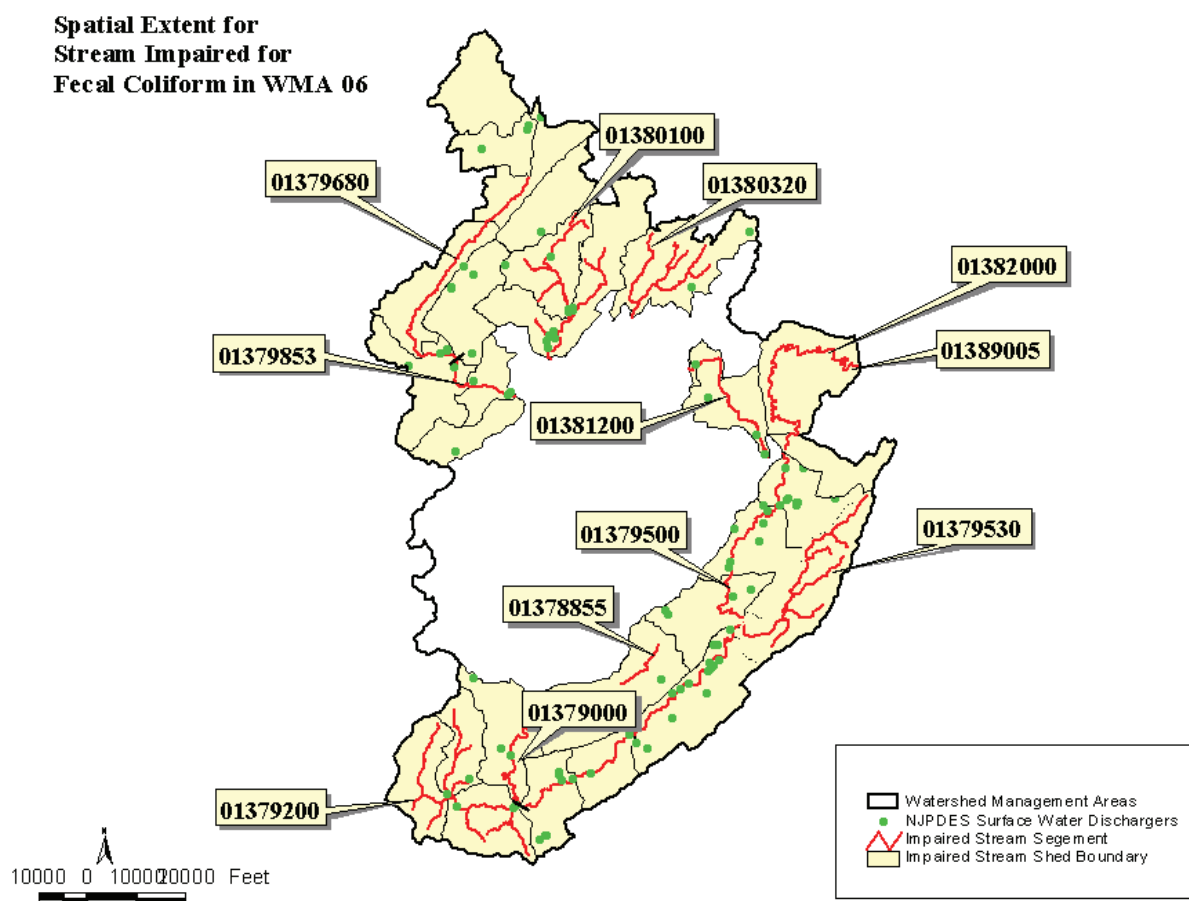 Spatial Extent for
Stream Impaired for
Fecal Coliform in WMA 06
01380100
01379680
01380320
01382000
01379853
01389005
01381200
01379500
01379530
01378855
01379000
01379200
Watershed Management Areas
NJPDES Surface Water Dischargers
Impaired Stream Segement
Impaired Stream Shed Boundary
N
10000 0 10000 20000 Feet